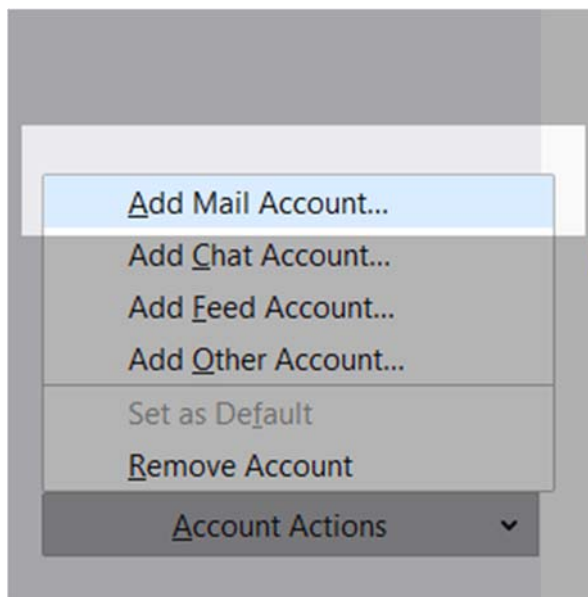 Add Mail Account...
Add Chat Account...
Add Feed Account...
Add Other Account...
Set as Default
Remove Account
Account Actions